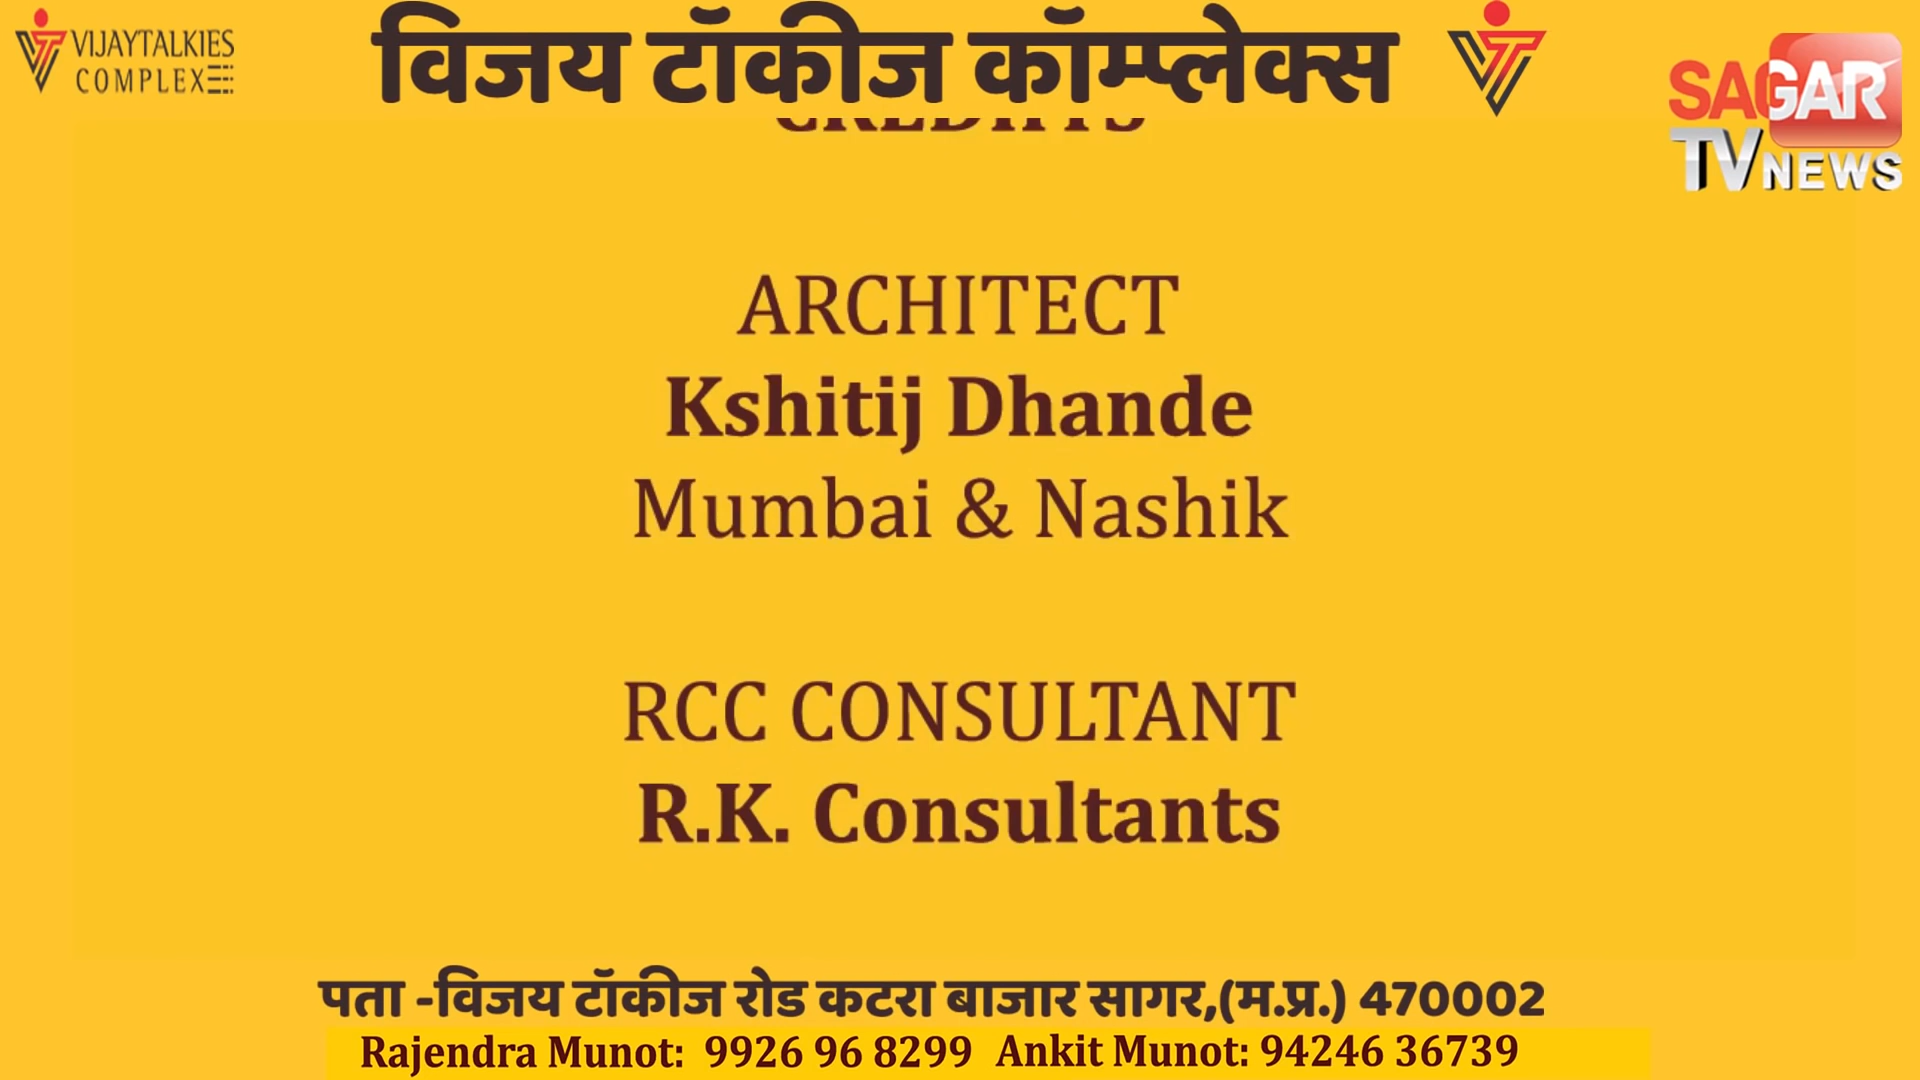 VIJAYTALKIES
COMPLEX
विजय टॉकीज कॉम्प्लेक्स
SAGAR
TV NEWS
CREDITS
ARCHITECT
Kshitij Dhande
Mumbai & Nashik
RCC CONSULTANT
R.K. Consultants
पता -विजय टॉकीज रोड कटरा बाजार सागर,(म.प्र.) 470002
Rajendra Munot: 9926 96 8299 Ankit Munot: 94246 36739